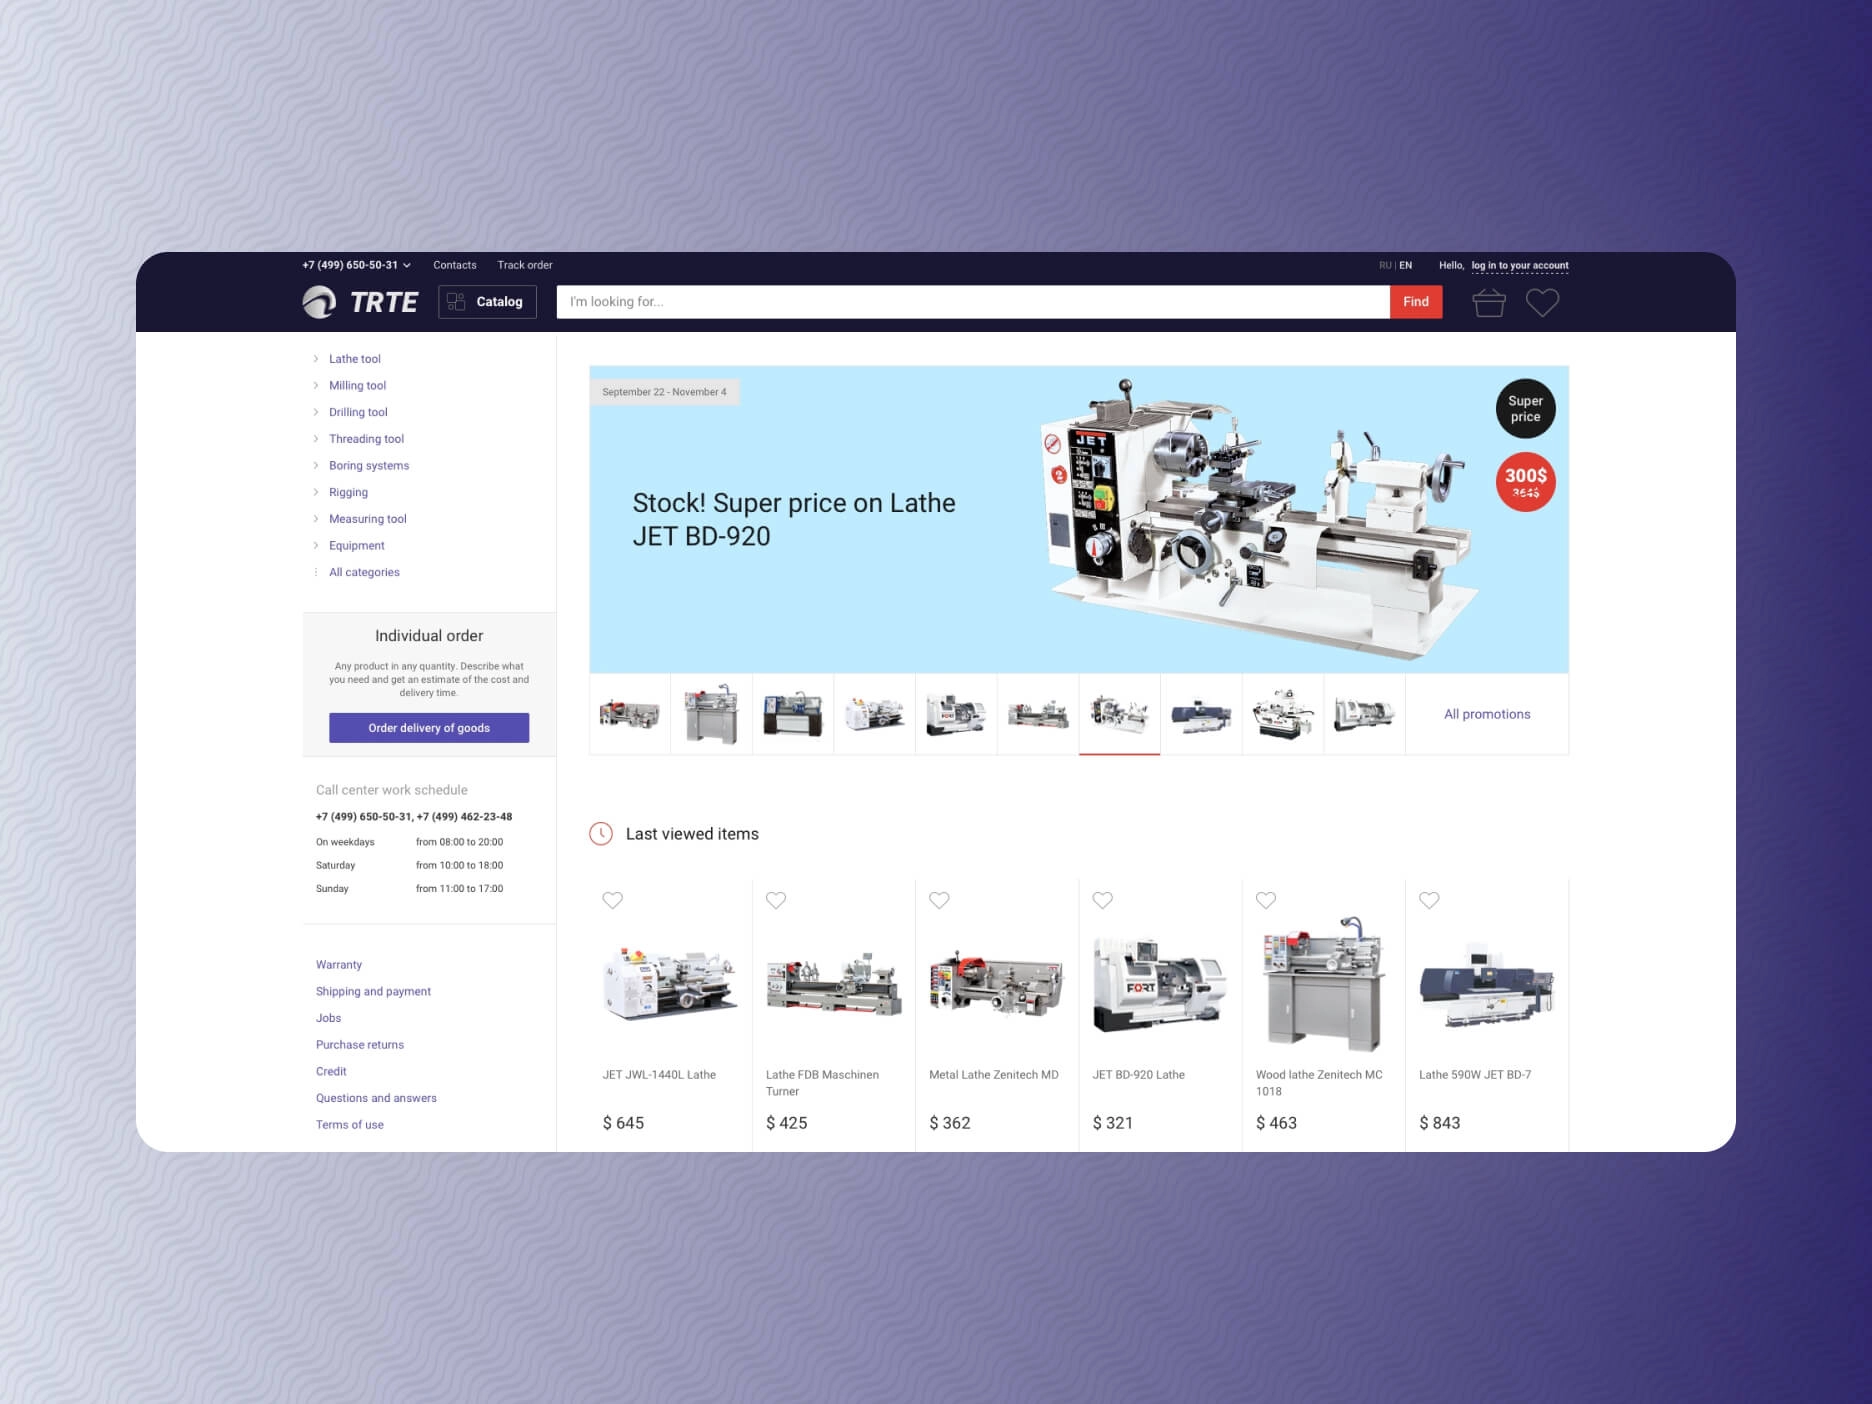 +7 (499) 650-50-31
Contacts
Track order
RU | EN
Hello, log in to your account
TRTE
Catalog
I'm looking for...
Find
Lathe tool
Milling tool
Drilling tool
Threading tool
Boring systems
Rigging
Measuring tool
Equipment
All categories
Individual order
Any product in any quantity. Describe what
you need and get an estimate of the cost and
delivery time.
Order delivery of goods
Call center work schedule
+7 (499) 650-50-31, +7 (499) 462-23-48
On weekdays from 08:00 to 20:00
Saturday from 10:00 to 18:00
Sunday from 11:00 to 17:00
Warranty
Shipping and payment
Jobs
Purchase returns
Credit
Questions and answers
Terms of use
September 22 - November 4
Stock! Super price on Lathe
JET BD-920
JET
Super
price
300$
364$
All promotions
Last viewed items
FORT
JET JWL-1440L Lathe
$ 645
Lathe FDB Maschinen
Turner
$ 425
Metal Lathe Zenitech MD
$ 362
JET BD-920 Lathe
$ 321
Wood lathe Zenitech MC
1018
$ 463
Lathe 590W JET BD-7
$ 843